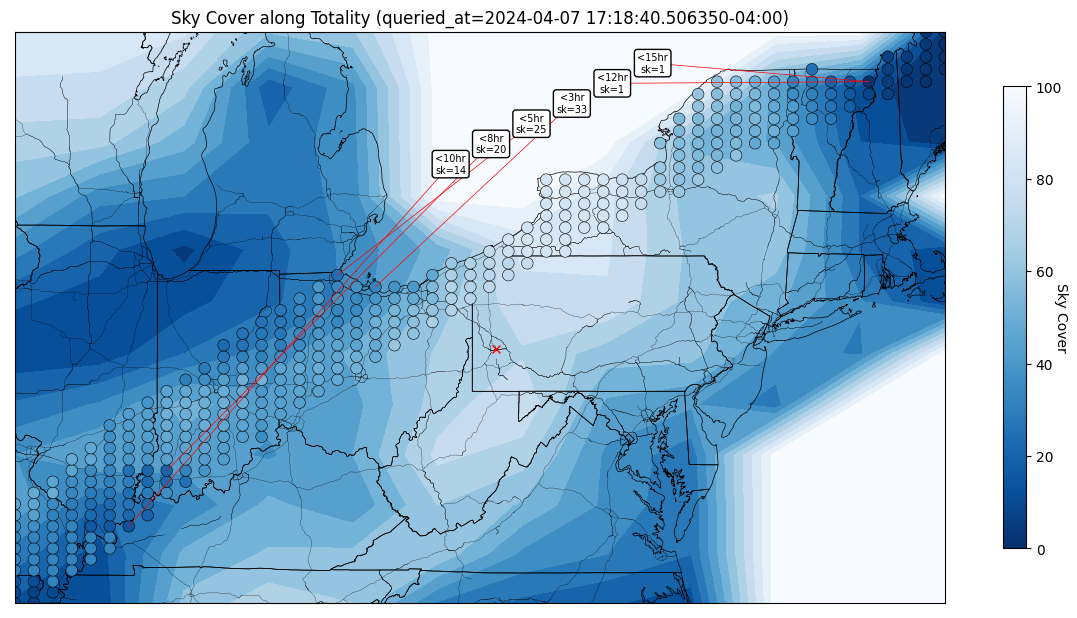 Sky Cover along Totality (queried_at=2024-04-07 17:18:40.506350-04:00)
<15hr
sk=1
<12hr
sk=1
<3hr
sk=33
<5hr
sk=25
<8hr
sk=20
<10hr
sk=14
100
80
60
40
20
0
Sky Cover